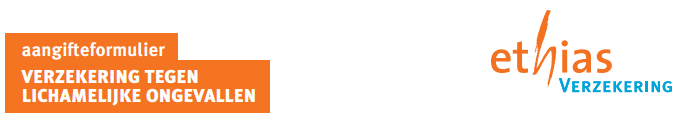 aangifteformulier
VERZEKERING TEGEN
LICHAMELIJKE ONGEVALLEN
ethias
VERZEKERING